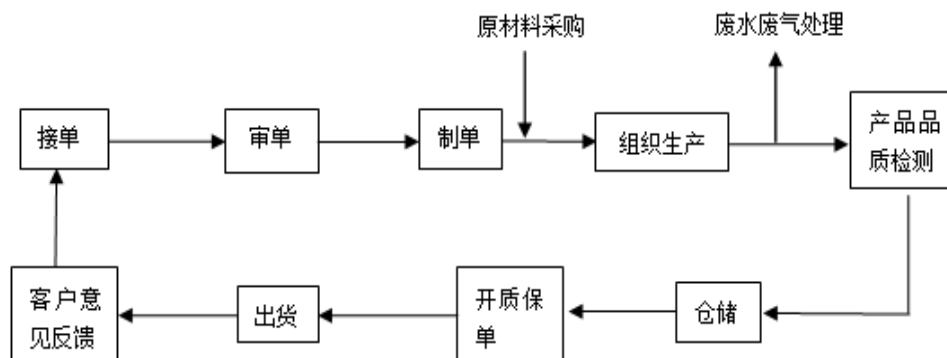 原材料采购
废水废气处理
接单
审单
制单
组织生产
产品品
质检测
客户意
见反馈
出货
开质保
单
仓储